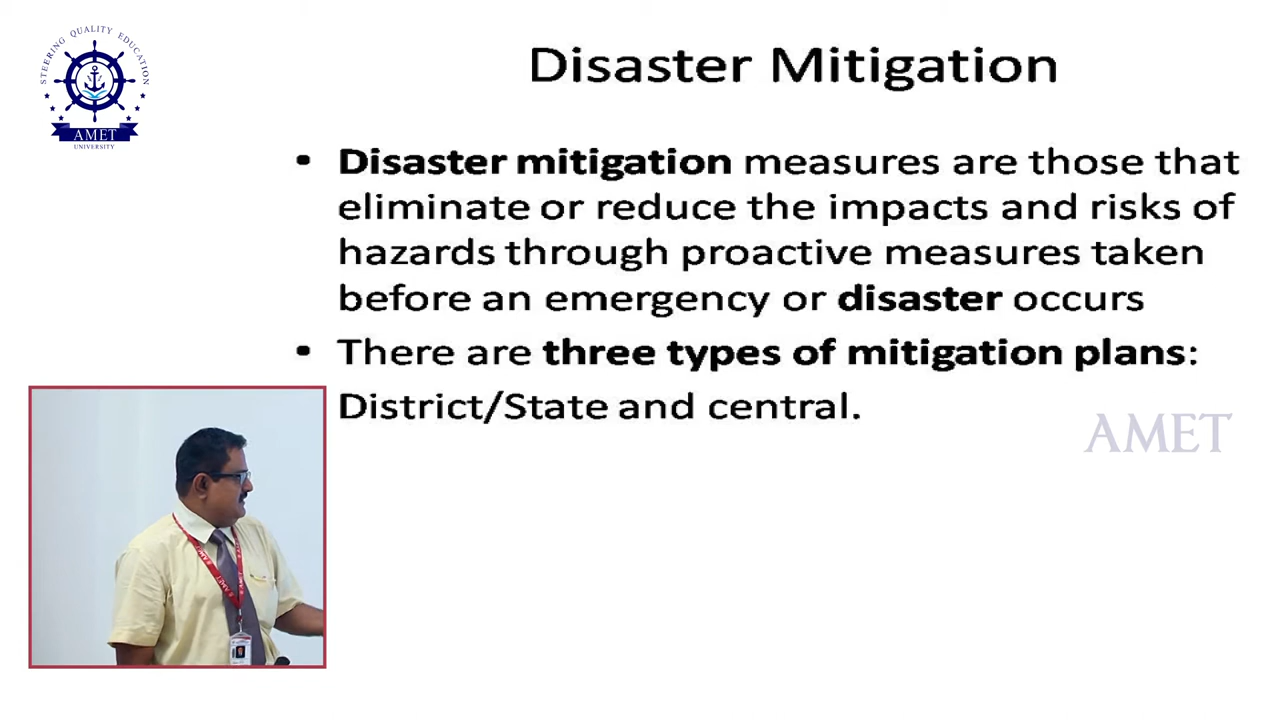 STEERING QUALITY EDUCATION
AMET
UNIVERSITY
Disaster Mitigation
• Disaster mitigation measures are those that
eliminate or reduce the impacts and risks of
hazards through proactive measures taken
before an emergency or disaster occurs
• There are three types of mitigation plans:
District/State and central.
AMET